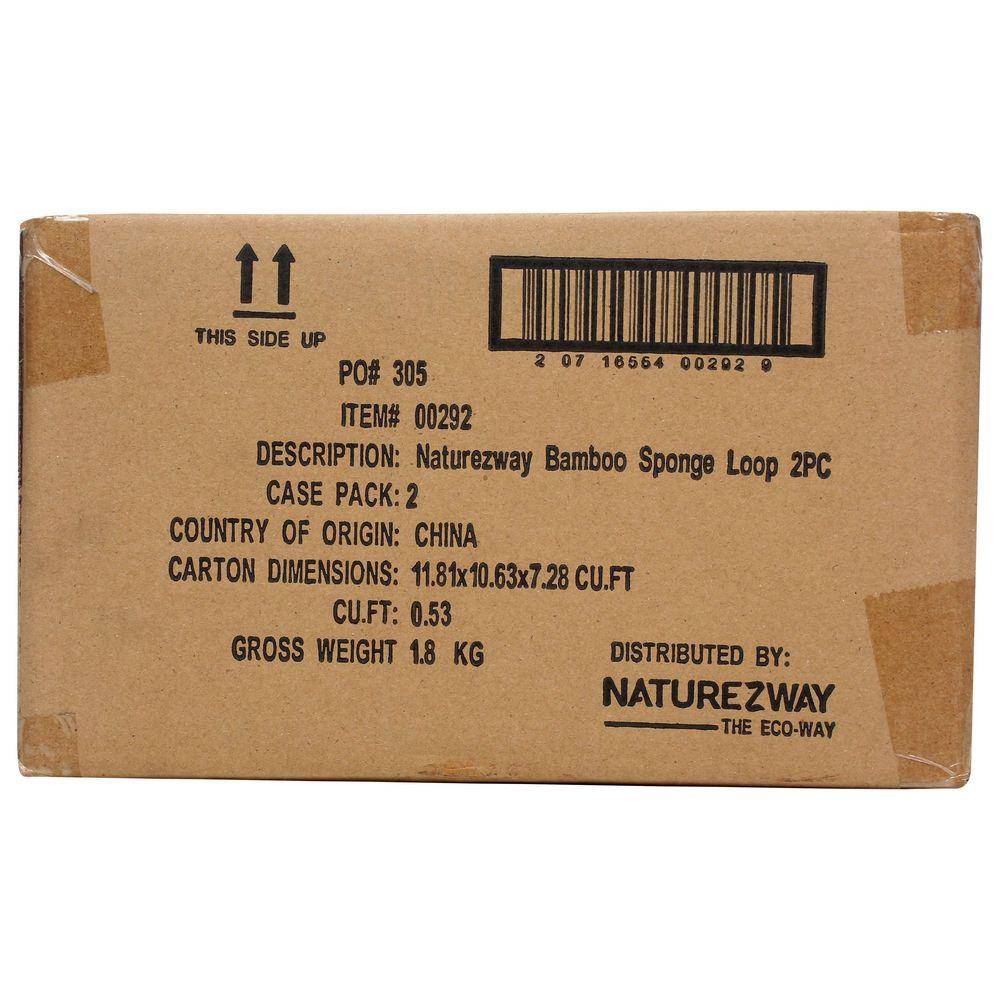 THIS SIDE UP
2 07 16554 00292 9
PO# 305
ITEM# 00292
DESCRIPTION: Naturezway Bamboo Sponge Loop 2PC
CASE PACK: 2
COUNTRY OF ORIGIN: CHINA
CARTON DIMENSIONS: 11.81x10.63x7.28 CU.FT
CU.FT: 0.53
GROSS WEIGHT 1.8 KG
DISTRIBUTED BY:
NATUREZWAY
THE ECO-WAY